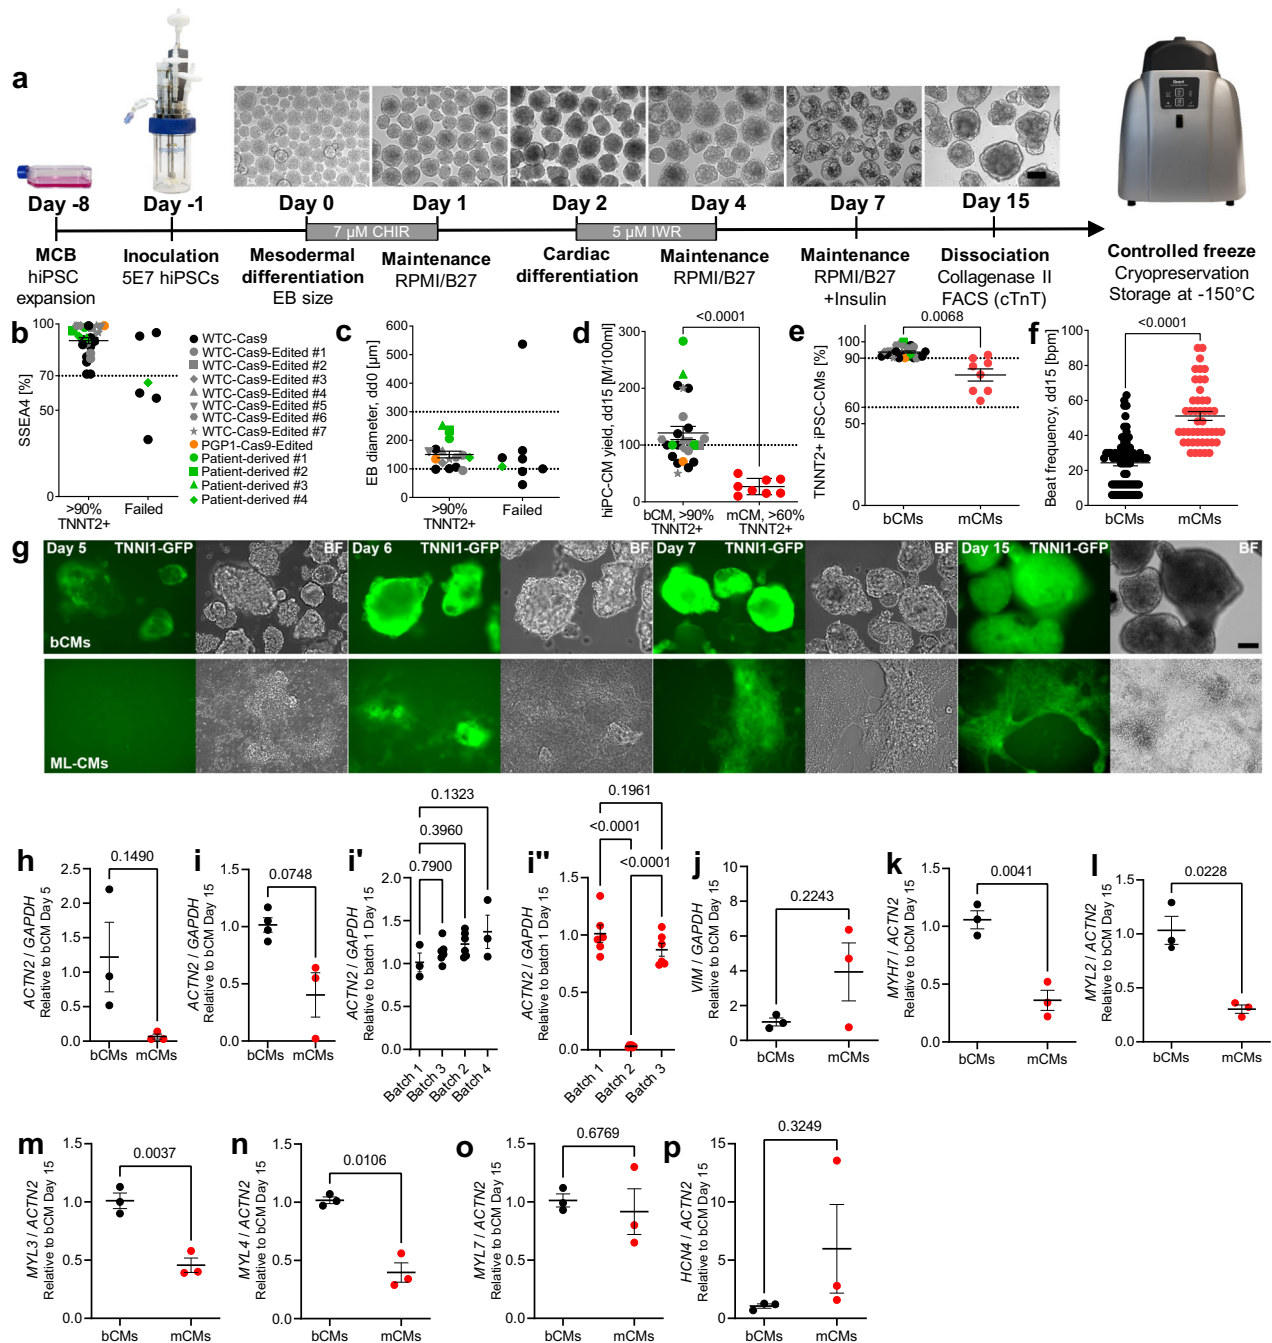 a
Day -8
Day -1
Day 0
Day 1
Day 2
Day 4
Day 7
Day 15
7 µM CHIR
5 µM IWR
MCB
hiPSC
expansion
Inoculation
5E7 hiPSCs
Mesodermal
differentiation
EB size
Maintenance
RPMI/B27
Cardiac
differentiation
Maintenance
RPMI/B27
Maintenance
RPMI/B27
+Insulin
Dissociation
Collagenase II
FACS (cTnT)
Controlled freeze
Cryopreservation
Storage at -150°C
b
SSEA4 [%]
100
70
50
0
>90%
TNNT2+
Failed
WTC-Cas9
WTC-Cas9-Edited #1
WTC-Cas9-Edited #2
WTC-Cas9-Edited #3
WTC-Cas9-Edited #4
WTC-Cas9-Edited #5
WTC-Cas9-Edited #6
WTC-Cas9-Edited #7
PGP1-Cas9-Edited
Patient-derived #1
Patient-derived #2
Patient-derived #3
Patient-derived #4
c
EB diameter, dd0 [µm]
600
500
400
300
200
100
0
>90%
TNNT2+
Failed
d
hiPC-CM yield, dd15 [M/100ml]
300
200
100
0
<0.0001
bCM, >90%
TNNT2+
mCM, >60%
TNNT2+
e
TNNT2+ iPSC-CMs [%]
100
90
60
0
0.0068
bCMs
mCMs
f
Beat frequency, dd15 [bpm]
100
80
60
40
20
0
<0.0001
bCMs
mCMs
g
Day 5
TNNI1-GFP
BF
Day 6
TNNI1-GFP
BF
Day 7
TNNI1-GFP
BF
Day 15
TNNI1-GFP
BF
bCMs
ML-CMs
h
ACTN2 / GAPDH
Relative to bCM Day 5
2.5
2.0
1.5
1.0
0.5
0.0
0.1490
bCMs
mCMs
i
ACTN2 / GAPDH
Relative to bCM Day 15
1.5
1.0
0.5
0.0
0.0748
bCMs
mCMs
i'
ACTN2 / GAPDH
Relative to batch 1 Day 15
2.0
1.5
1.0
0.5
0.0
0.1323
0.3960
0.7900
Batch 1
Batch 3
Batch 2
Batch 4
i"
ACTN2 / GAPDH
Relative to batch 1 Day 15
1.5
1.0
0.5
0.0
0.1961
<0.0001
<0.0001
Batch 1
Batch 2
Batch 3
j
VIM / GAPDH
Relative to bCM Day 15
10
8
6
4
2
0
0.2243
bCMs
mCMs
k
MYH7 / ACTN2
Relative to bCM Day 15
1.5
1.0
0.5
0.0
0.0041
bCMs
mCMs
l
MYL2 / ACTN2
Relative to bCM Day 15
1.5
1.0
0.5
0.0
0.0228
bCMs
mCMs
m
MYL3 / ACTN2
Relative to bCM Day 15
1.5
1.0
0.5
0.0
0.0037
bCMs
mCMs
n
MYL4 / ACTN2
Relative to bCM Day 15
1.5
1.0
0.5
0.0
0.0106
bCMs
mCMs
o
MYL7 / ACTN2
Relative to bCM Day 15
1.5
1.0
0.5
0.0
0.6769
bCMs
mCMs
p
HCN4 / ACTN2
Relative to bCM Day 15
15
10
5
0
0.3249
bCMs
mCMs